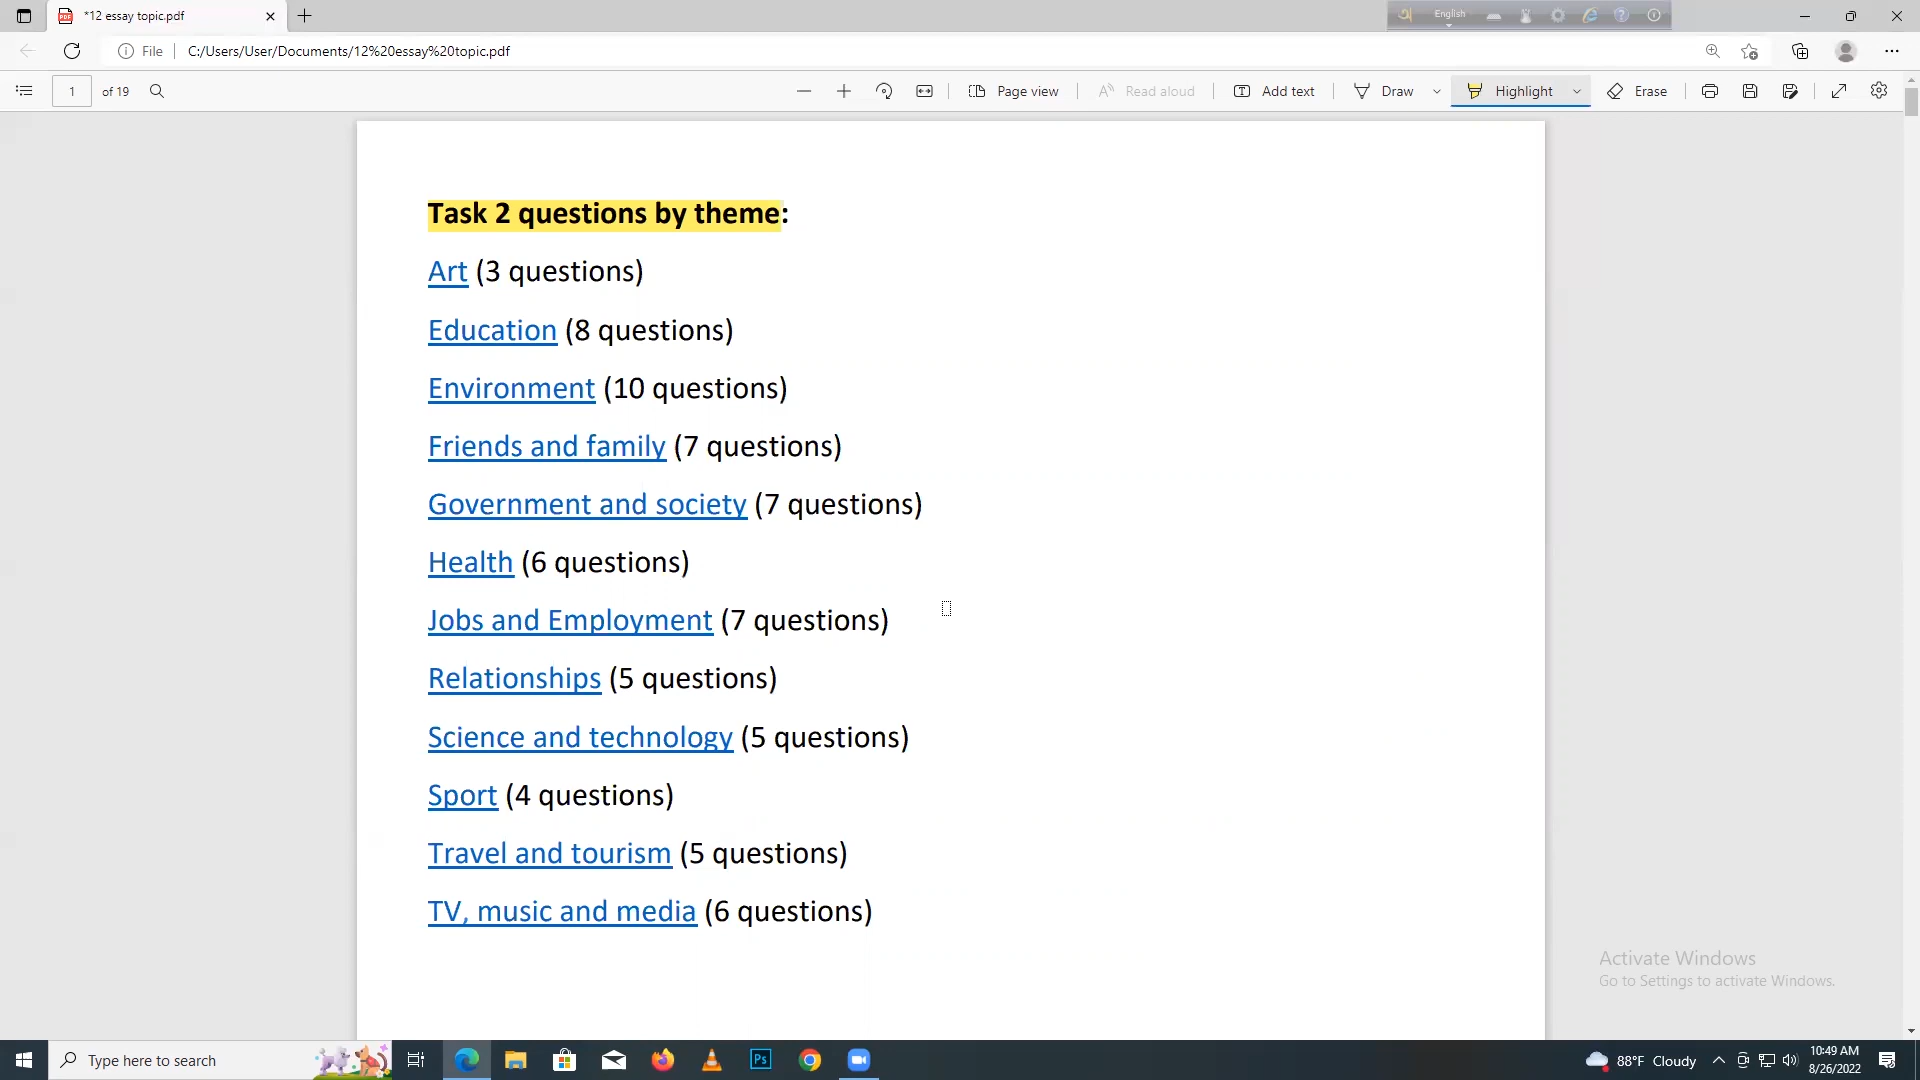 *12 essay topic.pdf
English
File
C:/Users/User/Documents/12%20essay%20topic.pdf
1 of 19
Page view
Read aloud
Add text
Draw
Highlight
Erase
Task 2 questions by theme:
Art (3 questions)
Education (8 questions)
Environment (10 questions)
Friends and family (7 questions)
Government and society (7 questions)
Health (6 questions)
Jobs and Employment (7 questions)
Relationships (5 questions)
Science and technology (5 questions)
Sport (4 questions)
Travel and tourism (5 questions)
TV, music and media (6 questions)
Activate Windows
Go to Settings to activate Windows.
Type here to search
Ps
88°F Cloudy
10:49 AM
8/26/2022